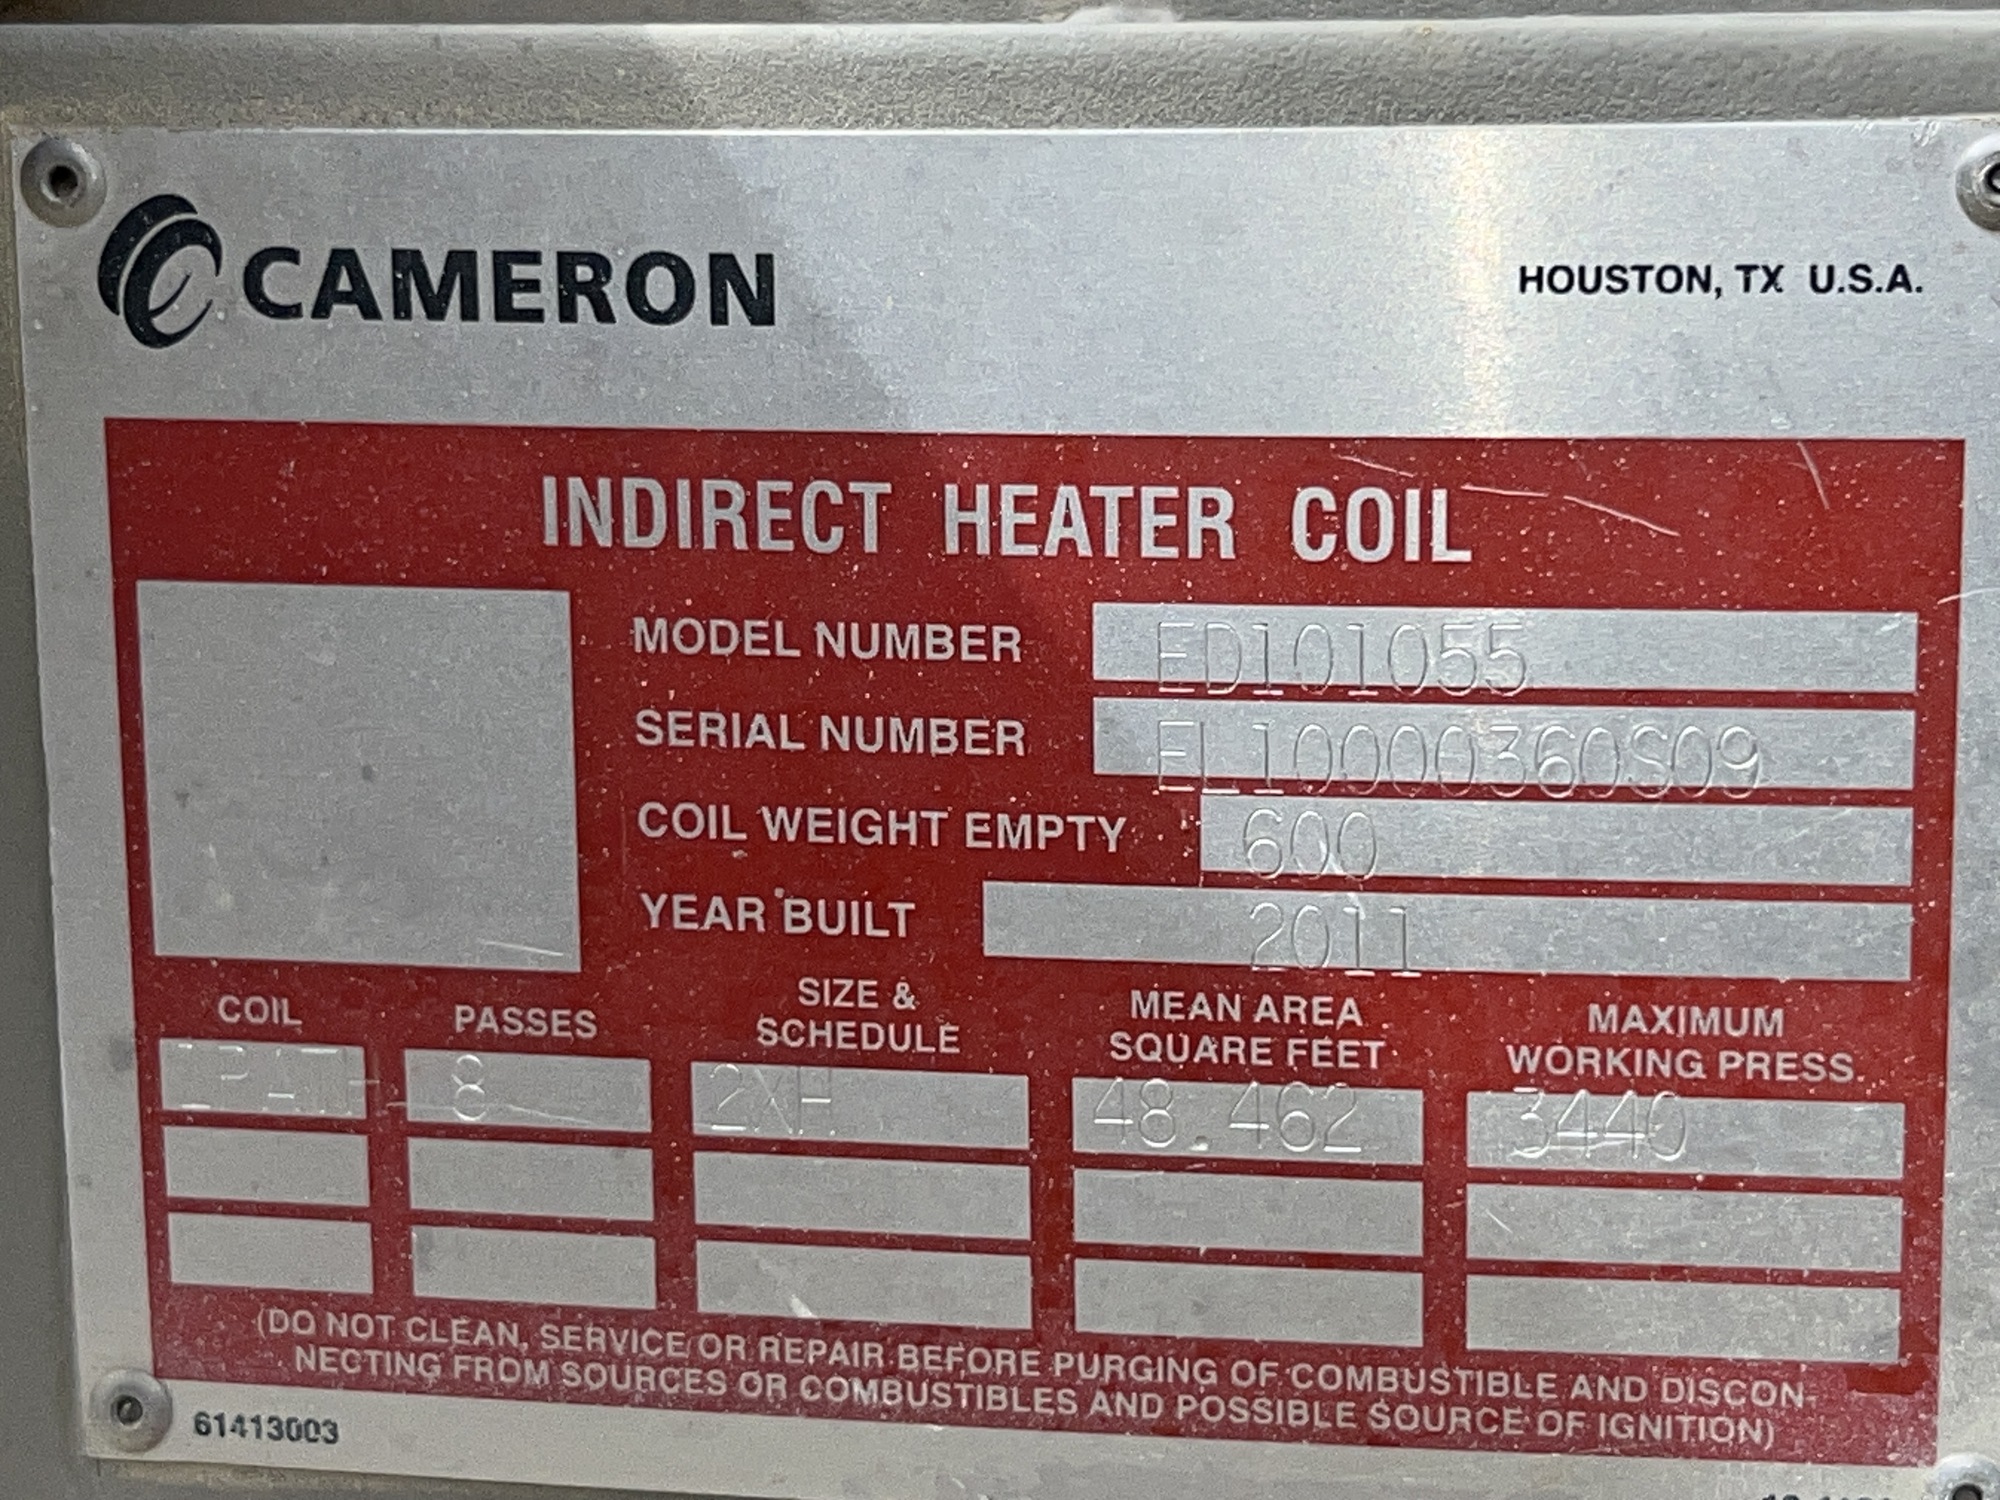 CAMERON
HOUSTON, TX U.S.A.
INDIRECT HEATER COIL
MODEL NUMBER ED101055
SERIAL NUMBER EL10000360S09
COIL WEIGHT EMPTY 600
YEAR BUILT 2011
COIL PASSES SIZE & SCHEDULE MEAN AREA SQUARE FEET MAXIMUM WORKING PRESS.
8 2XH 48.462 3440
(DO NOT CLEAN, SERVICE OR REPAIR BEFORE PURGING OF COMBUSTIBLE AND DISCON-
NECTING FROM SOURCES OR COMBUSTIBLES AND POSSIBLE SOURCE OF IGNITION)
61413003